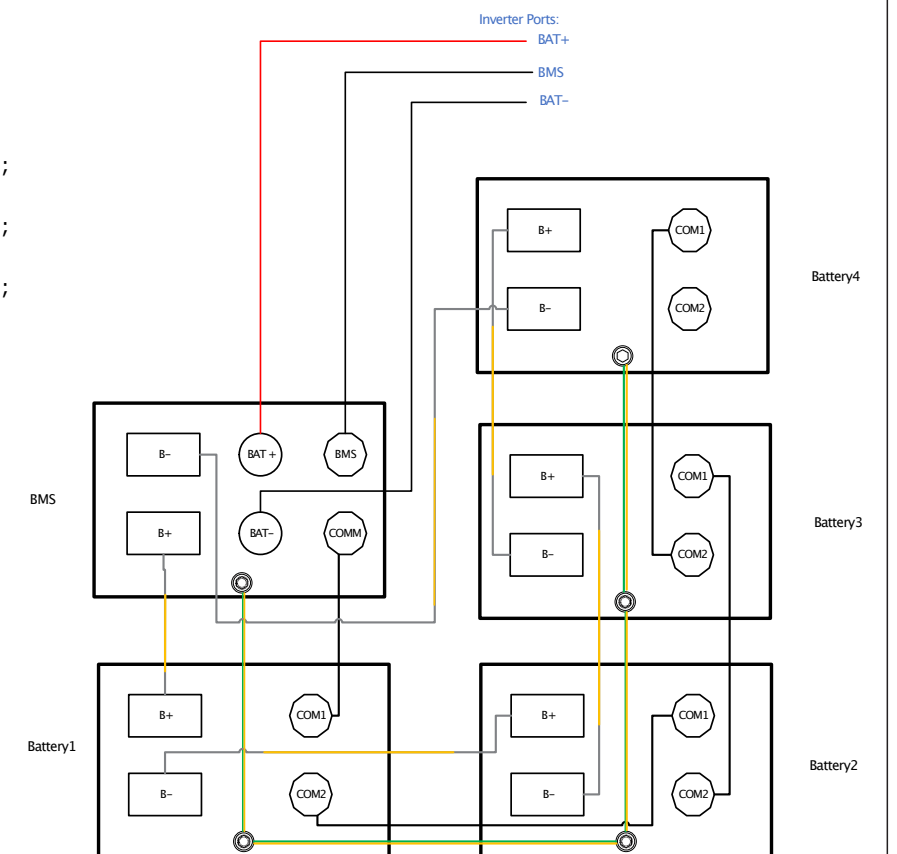 Inverter Ports:
BAT+
BMS
BAT-
;
;
;
B+
COM1
Battery4
B-
COM2
B-
BAT +
BMS
BMS
B+
BAT-
COMM
B+
COM1
Battery3
B-
COM2
B+
COM1
Battery1
B-
COM2
B+
COM1
Battery2
B-
COM2